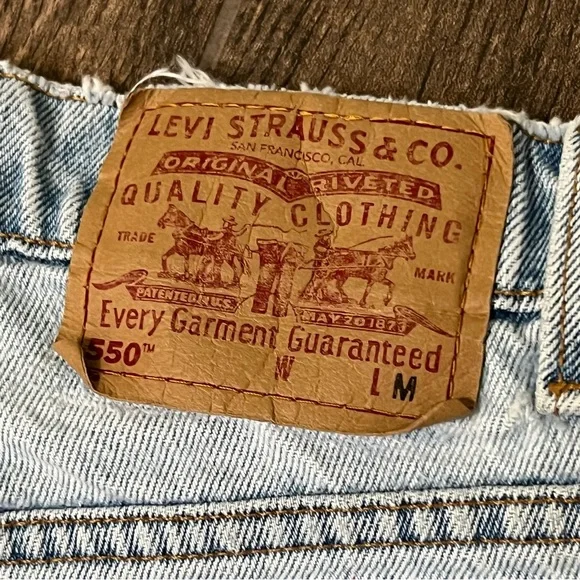 LEVI STRAUSS & CO.
SAN FRANCISCO, CAL.
ORIGINAL RIVETED
QUALITY CLOTHING
TRADE MARK
PATENTED IN U.S. MAY 20 1873
Every Garment Guaranteed
550™ W L M